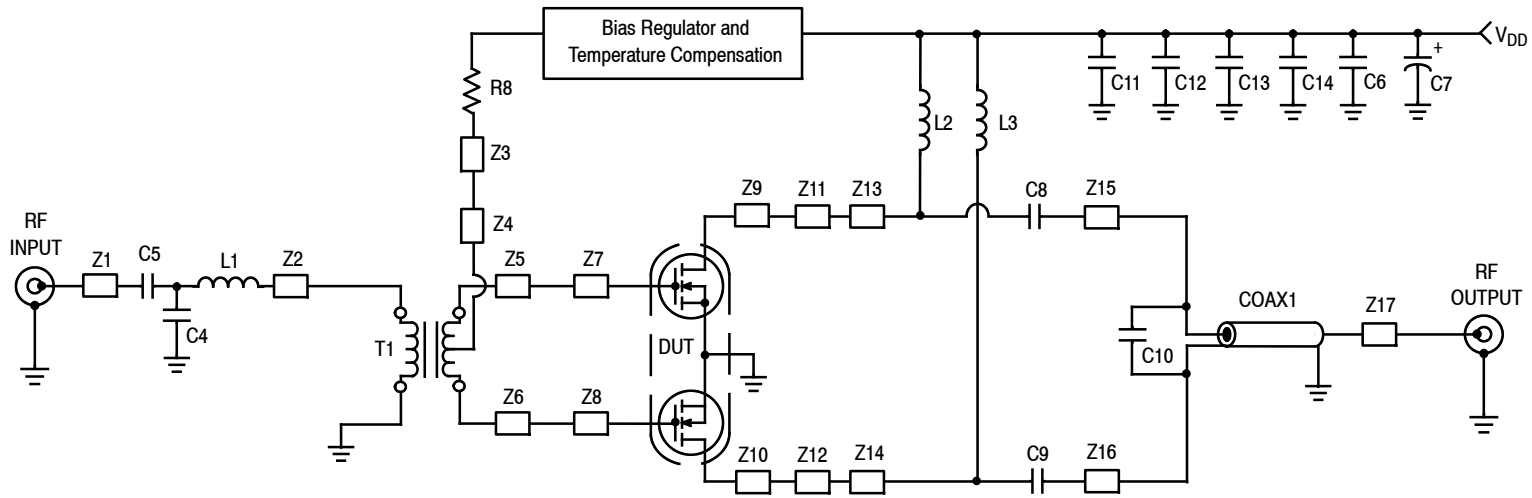 Bias Regulator and
Temperature Compensation
V_DD
+
R8
C11
C12
C13
C14
C6
C7
L2
L3
Z3
Z9
Z11
Z13
C8
Z15
Z4
RF
INPUT
Z1
C5
L1
Z2
Z5
Z7
C4
T1
DUT
RF
OUTPUT
COAX1
Z17
C10
Z6
Z8
Z10
Z12
Z14
C9
Z16